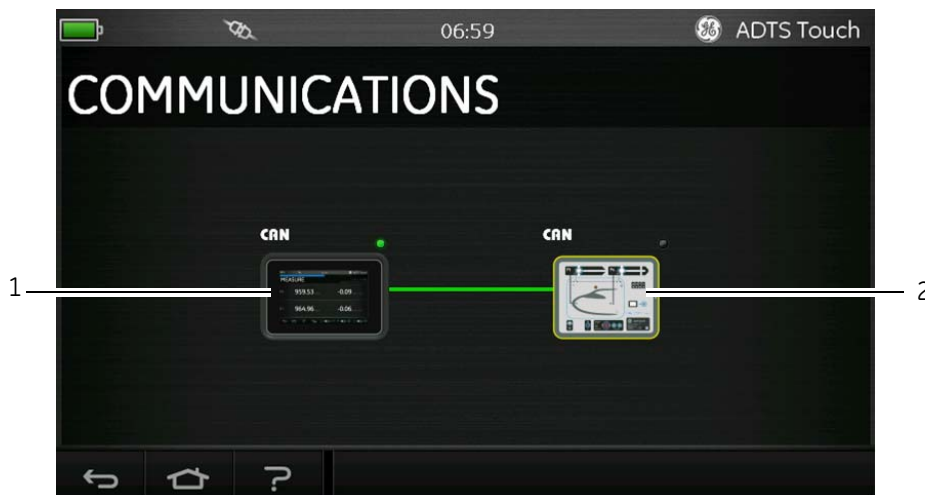 06:59
ADTS Touch
COMMUNICATIONS
CAN
CAN
MEASURE
959.53 -0.09
964.96 -0.06
1
2
?